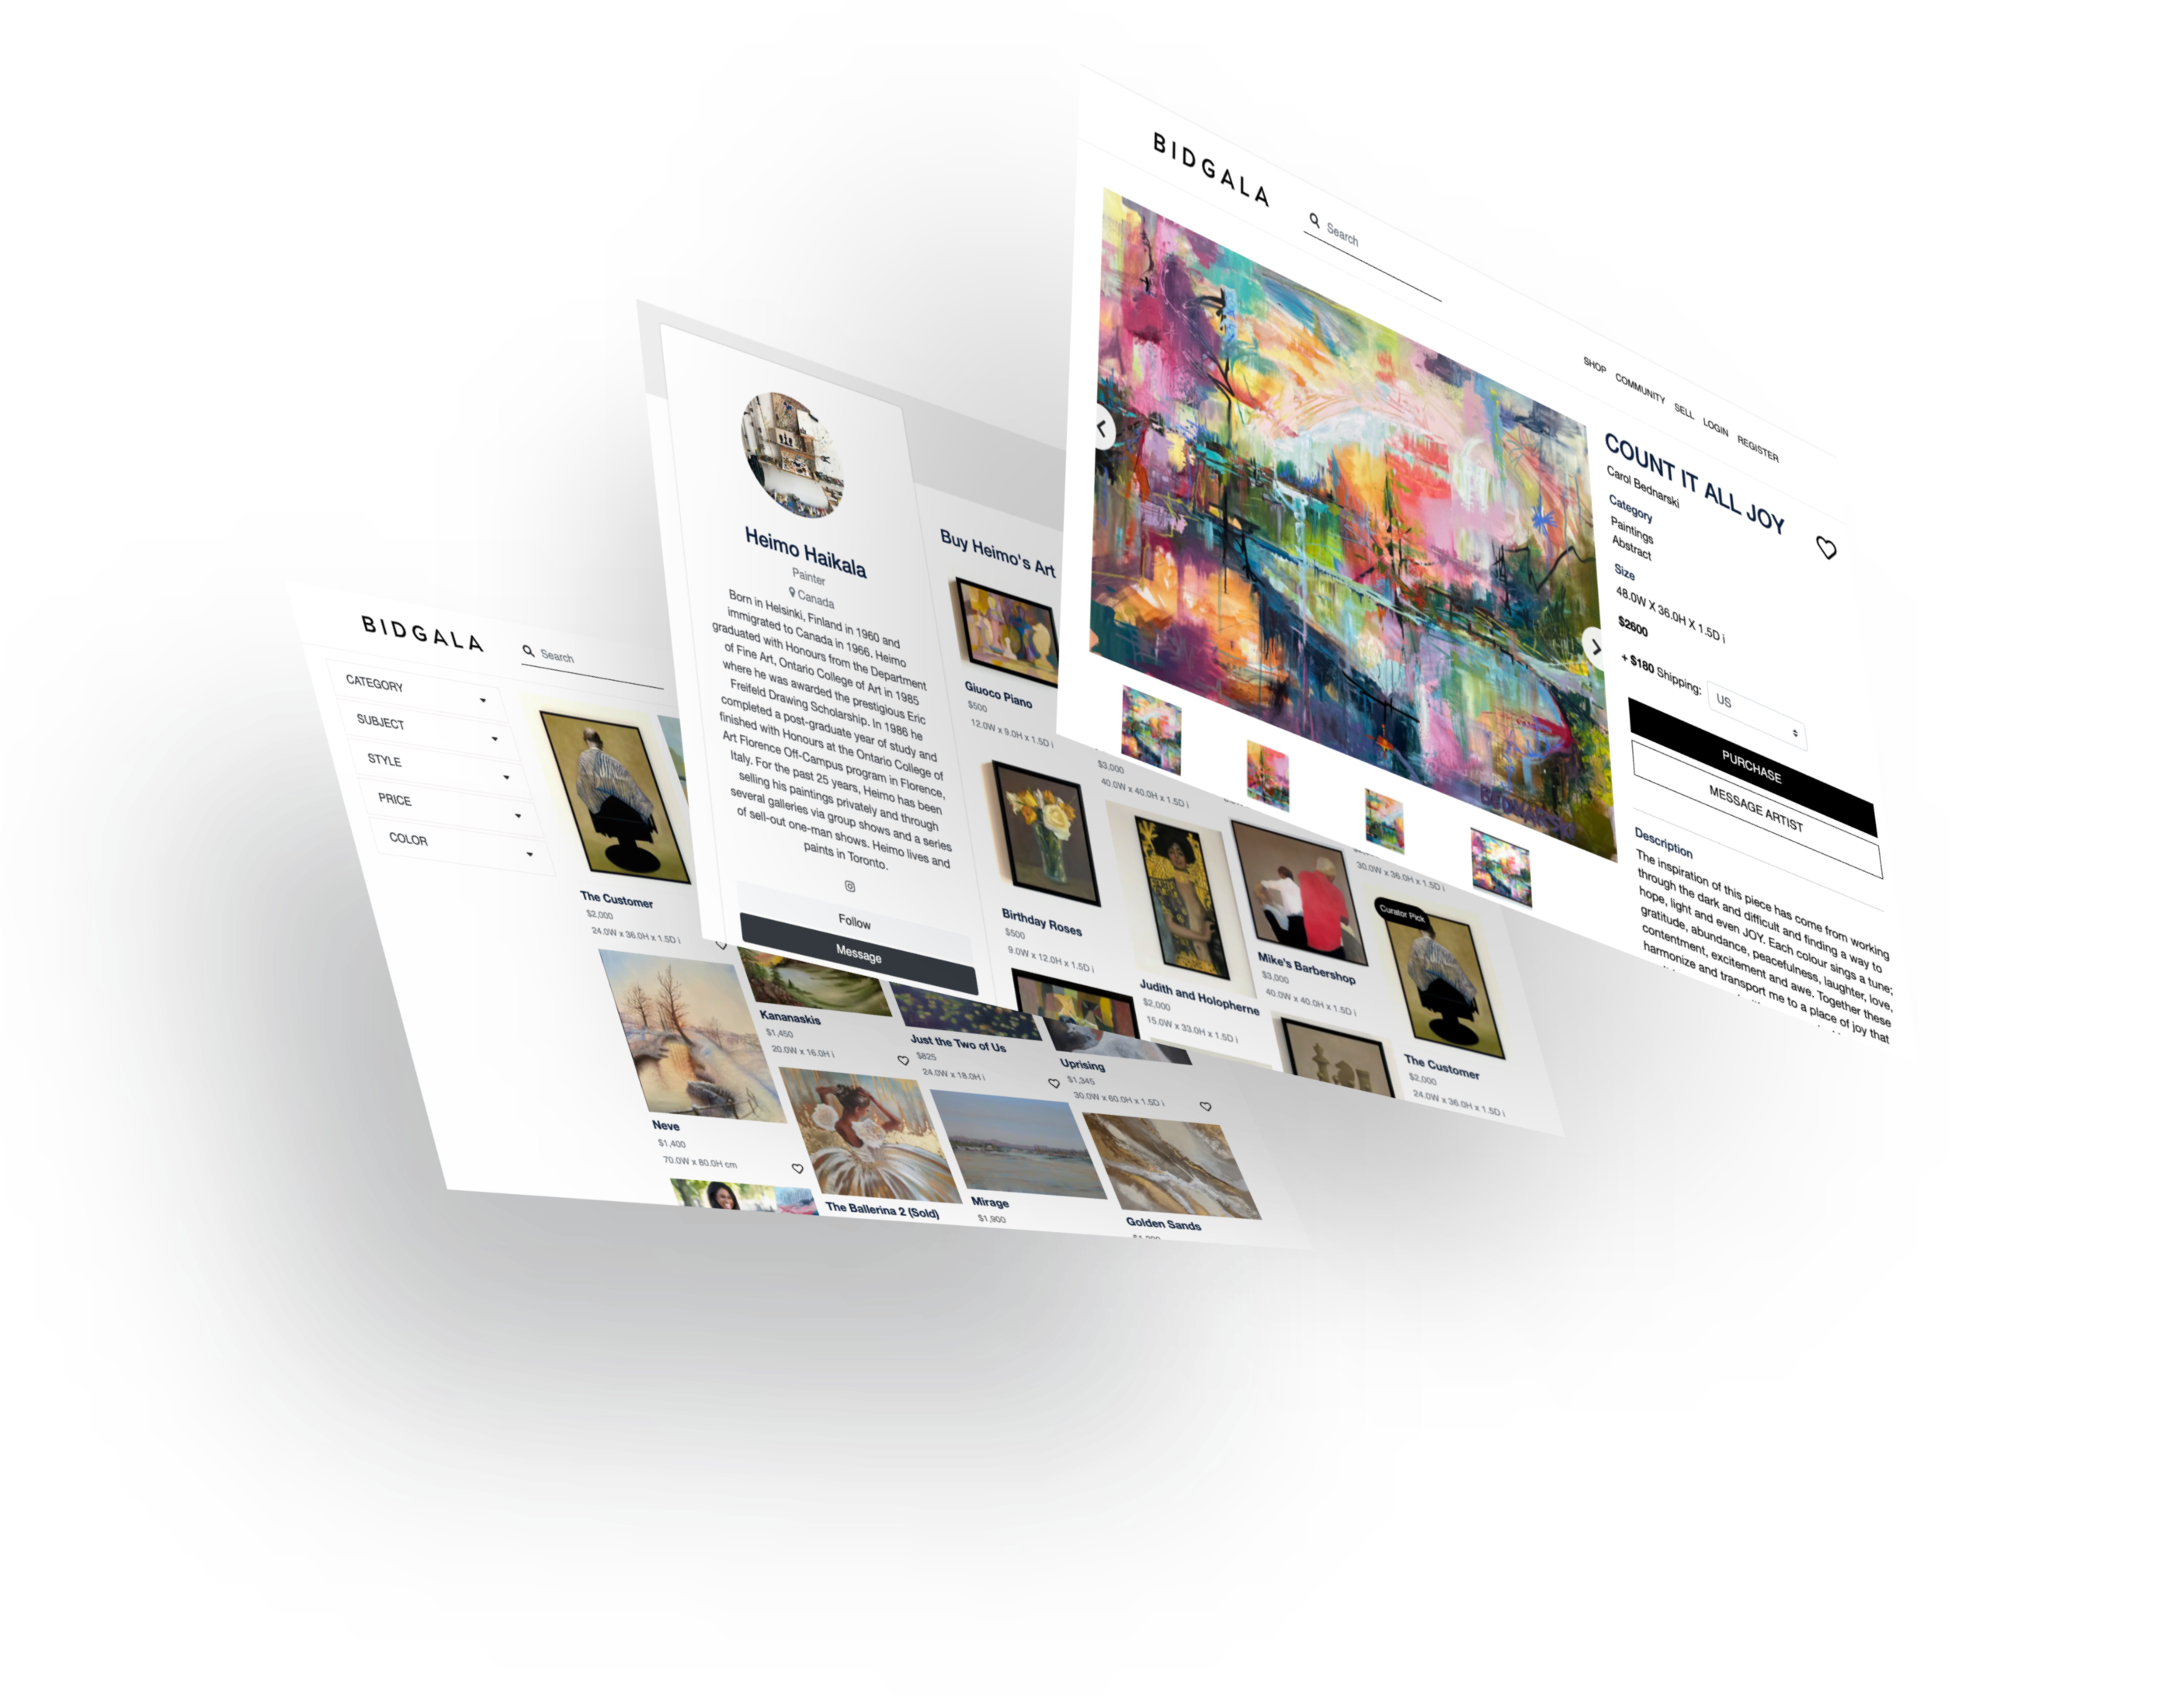 BIDGALA
Search
SHOP COMMUNITY SELL LOGIN REGISTER
COUNT IT ALL JOY
Carol Bednarski
Category
Paintings
Abstract
Size
48.0W X 36.0H X 1.5D i
$2600
+ $180 Shipping:
US
PURCHASE
MESSAGE ARTIST
Description
The inspiration of this piece has come from working
through the dark and difficult and finding a way to
hope, light and even JOY. Each colour sings a tune;
gratitude, abundance, peacefulness, laughter, love,
contentment, excitement and awe. Together these
harmonize and transport me to a place of joy that
BEDNARSKI
Heimo Haikala
Painter
Canada
Born in Helsinki, Finland in 1960 and
immigrated to Canada in 1966. Heimo
graduated with Honours from the Department
of Fine Art, Ontario College of Art in 1985
where he was awarded the prestigious Eric
Freifeld Drawing Scholarship. In 1986 he
completed a post-graduate year of study and
finished with Honours at the Ontario College of
Art Florence Off-Campus program in Florence,
Italy. For the past 25 years, Heimo has been
selling his paintings privately and through
several galleries via group shows and a series
of sell-out one-man shows. Heimo lives and
paints in Toronto.
Follow
Message
Buy Heimo's Art
Giuoco Piano
$500
12.0W x 9.0H x 1.5D i
$3,000
40.0W x 40.0H x 1.5D i
30.0W x 36.0H x 1.5D i
Birthday Roses
$500
9.0W x 12.0H x 1.5D i
Judith and Holopherne
$2,000
15.0W x 33.0H x 1.5D i
Mike's Barbershop
$3,000
40.0W x 40.0H x 1.5D i
Curator Pick
The Customer
$2,000
24.0W x 36.0H x 1.5D i
BIDGALA
Search
CATEGORY
SUBJECT
STYLE
PRICE
COLOR
The Customer
$2,000
24.0W x 36.0H x 1.5D i
Kananaskis
$1,450
20.0W x 16.0H i
Just the Two of Us
$825
24.0W x 18.0H i
Uprising
$1,345
30.0W x 60.0H x 1.5D i
Neve
$1,400
70.0W x 80.0H cm
The Ballerina 2 (Sold)
Mirage
$1,900
Golden Sands